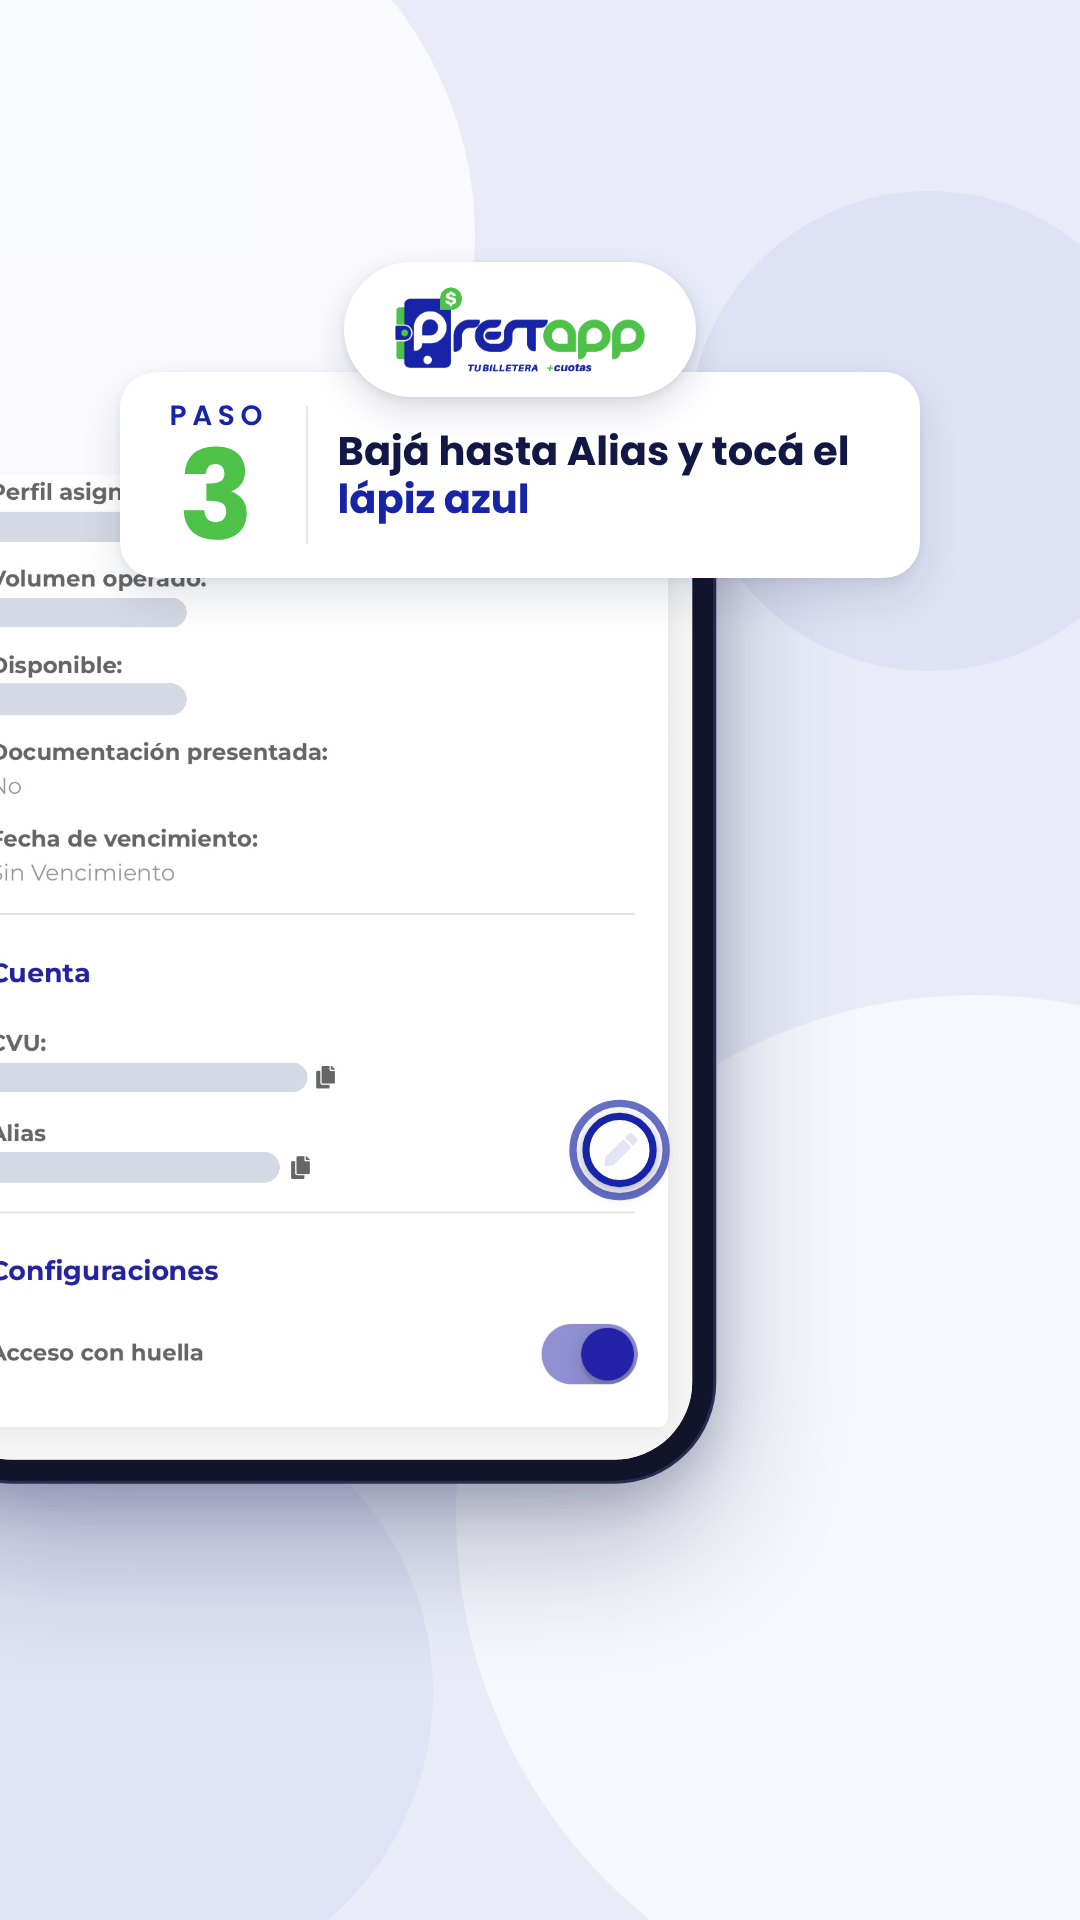 Prestapp
TU BILLETERA +cuotas
PASO
3
Bajá hasta Alias y tocá el
lápiz azul
Perfil asign
Volumen operado:
Disponible:
Documentación presentada:
No
Fecha de vencimiento:
Sin Vencimiento
Cuenta
CVU:
Alias
Configuraciones
Acceso con huella